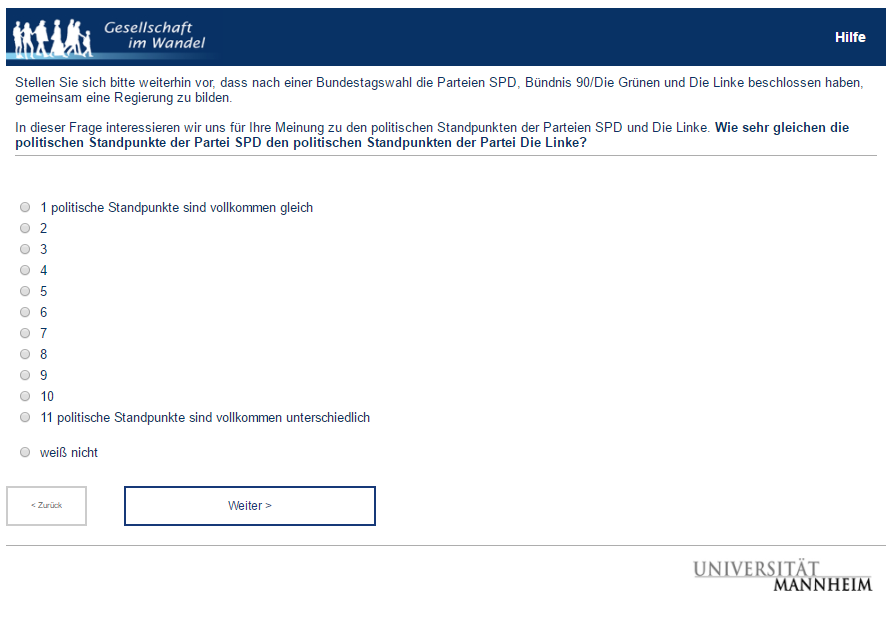 Gesellschaft
im Wandel
Hilfe
Stellen Sie sich bitte weiterhin vor, dass nach einer Bundestagswahl die Parteien SPD, Bündnis 90/Die Grünen und Die Linke beschlossen haben,
gemeinsam eine Regierung zu bilden.
In dieser Frage interessieren wir uns für Ihre Meinung zu den politischen Standpunkten der Parteien SPD und Die Linke. Wie sehr gleichen die
politischen Standpunkte der Partei SPD den politischen Standpunkten der Partei Die Linke?
1 politische Standpunkte sind vollkommen gleich
2
3
4
5
6
7
8
9
10
11 politische Standpunkte sind vollkommen unterschiedlich
weiß nicht
< Zurück
Weiter >
UNIVERSITÄT
MANNHEIM